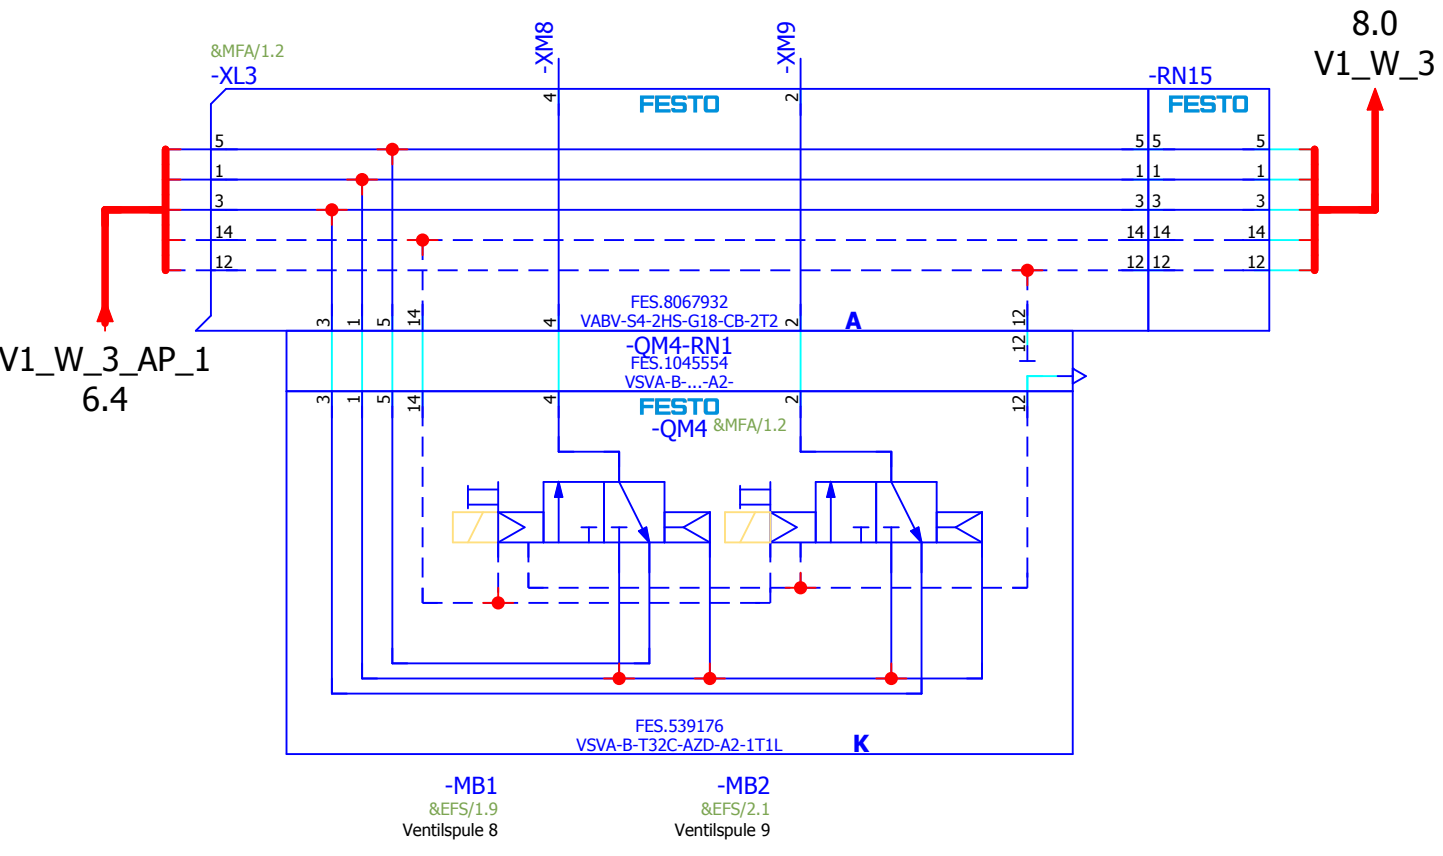 8.0
V1_W_3
&MFA/1.2
-XL3
-XM8
-XM9
-RN15
4
FESTO
2
FESTO
5
5 5
5
1
1 1
1
3
3 3
3
14
14 14
14
12
12 12
12
FES.8067932
VABV-S4-2HS-G18-CB-2T2
A
3
1
5
14
4
2
12
V1_W_3_AP_1
6.4
-QM4-RN1
FES.1045554
VSVA-B-...-A2-
12
3
1
5
14
4
2
12
FESTO
-QM4 &MFA/1.2
FES.539176
VSVA-B-T32C-AZD-A2-1T1L
K
-MB1
&EFS/1.9
Ventilspule 8
-MB2
&EFS/2.1
Ventilspule 9